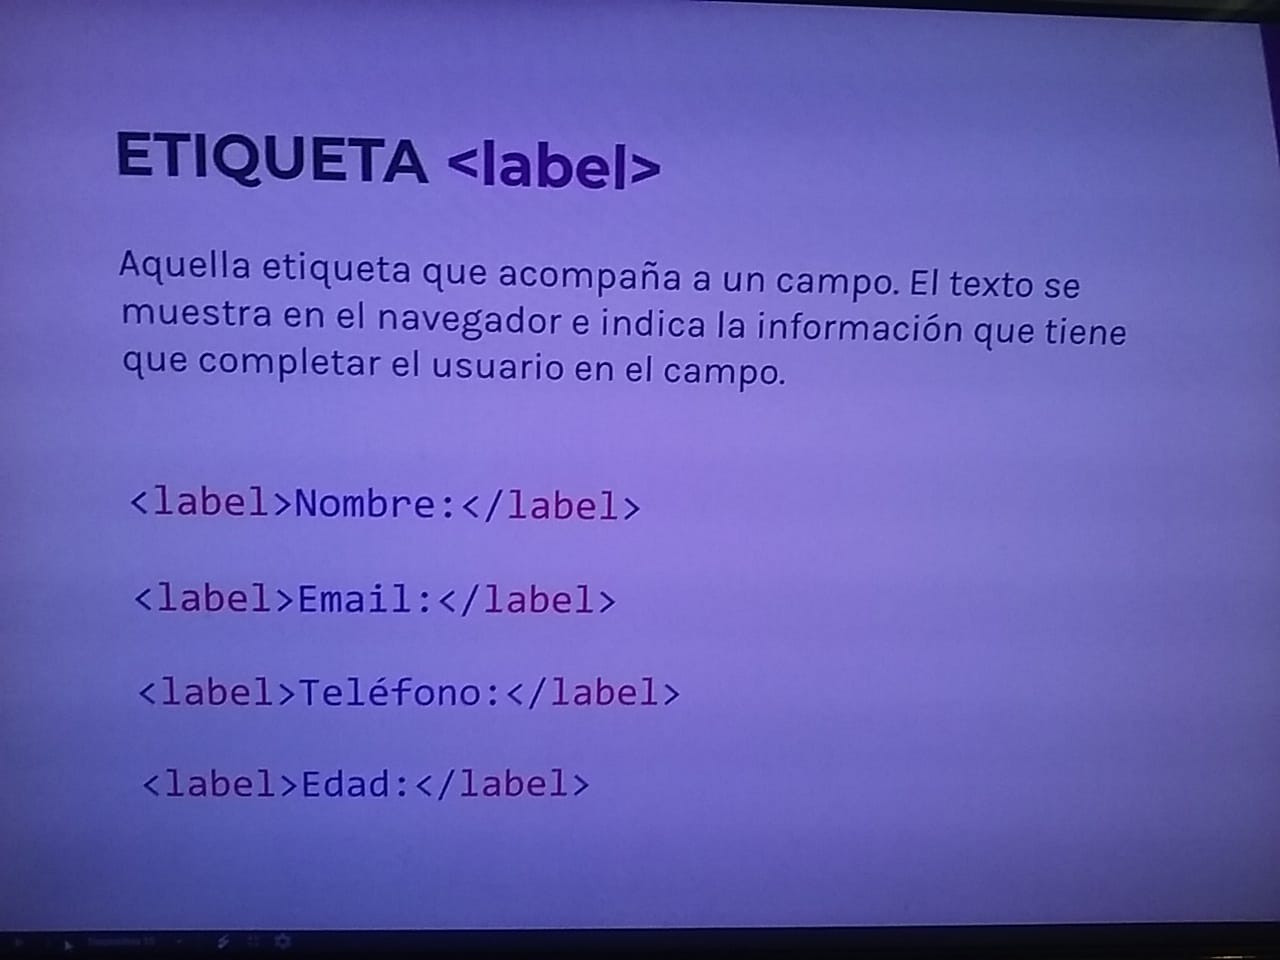 ETIQUETA <label>
Aquella etiqueta que acompaña a un campo. El texto se
muestra en el navegador e indica la información que tiene
que completar el usuario en el campo.
<label>Nombre:</label>
<label>Email:</label>
<label>Teléfono:</label>
<label>Edad:</label>